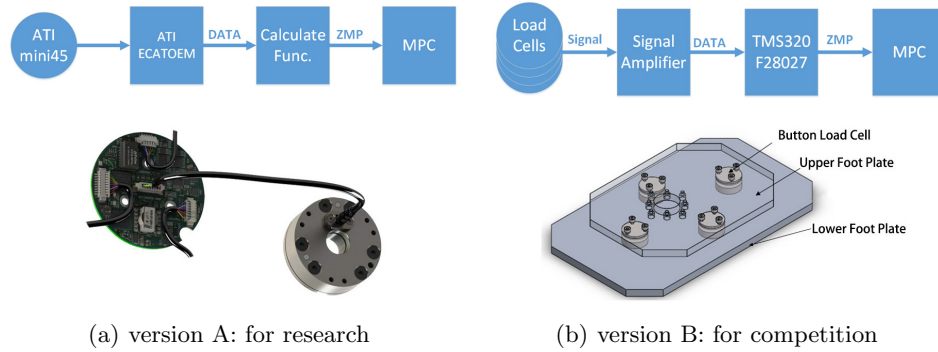 ATI
mini45
ATI
ECATOEM
DATA
Calculate
Func.
ZMP
MPC
Load
Cells
Signal
Signal
Amplifier
DATA
TMS320
F28027
ZMP
MPC
Button Load Cell
Upper Foot Plate
Lower Foot Plate
(a) version A: for research
(b) version B: for competition